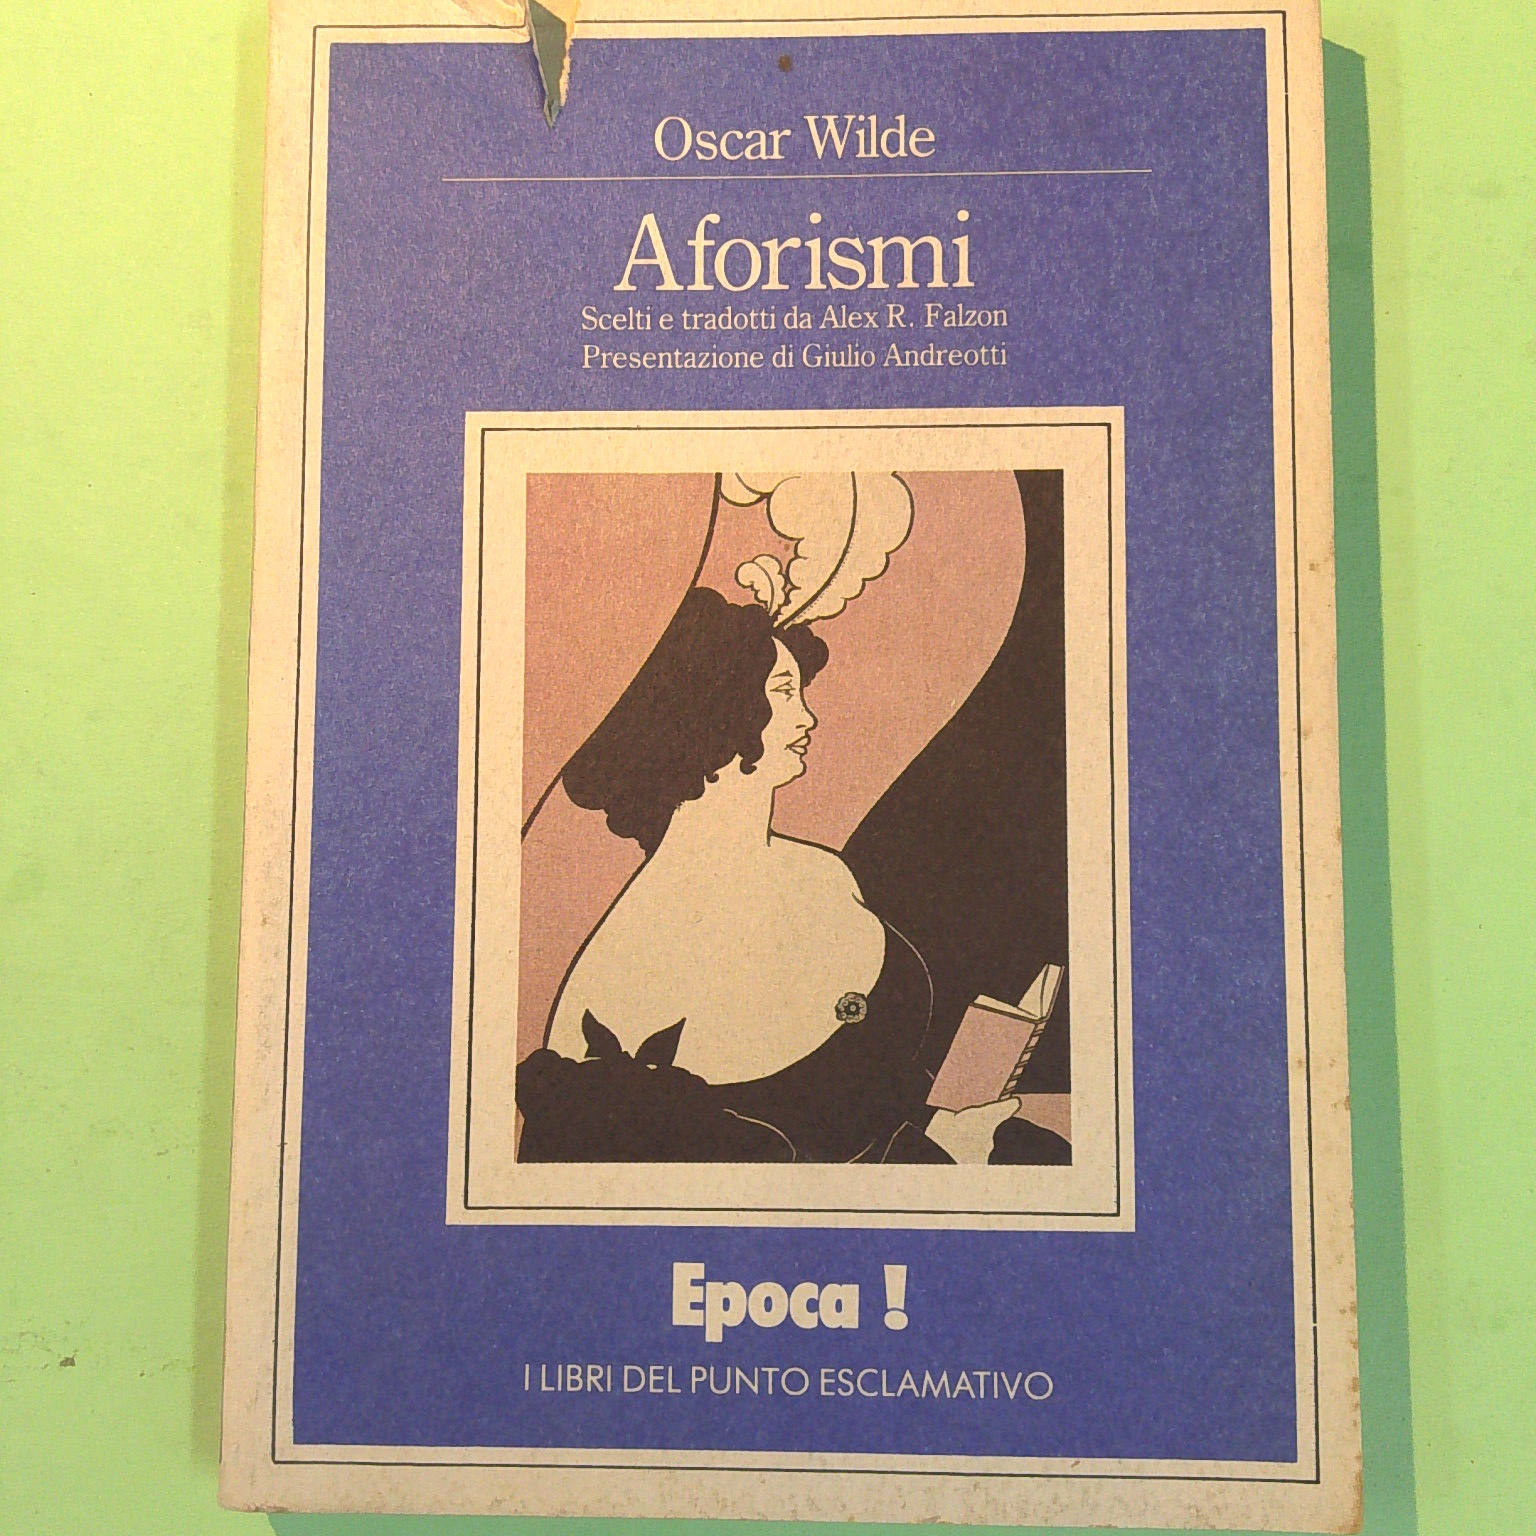 Oscar Wilde
Aforismi
Scelti e tradotti da Alex R. Falzon
Presentazione di Giulio Andreotti
Epoca !
I LIBRI DEL PUNTO ESCLAMATIVO